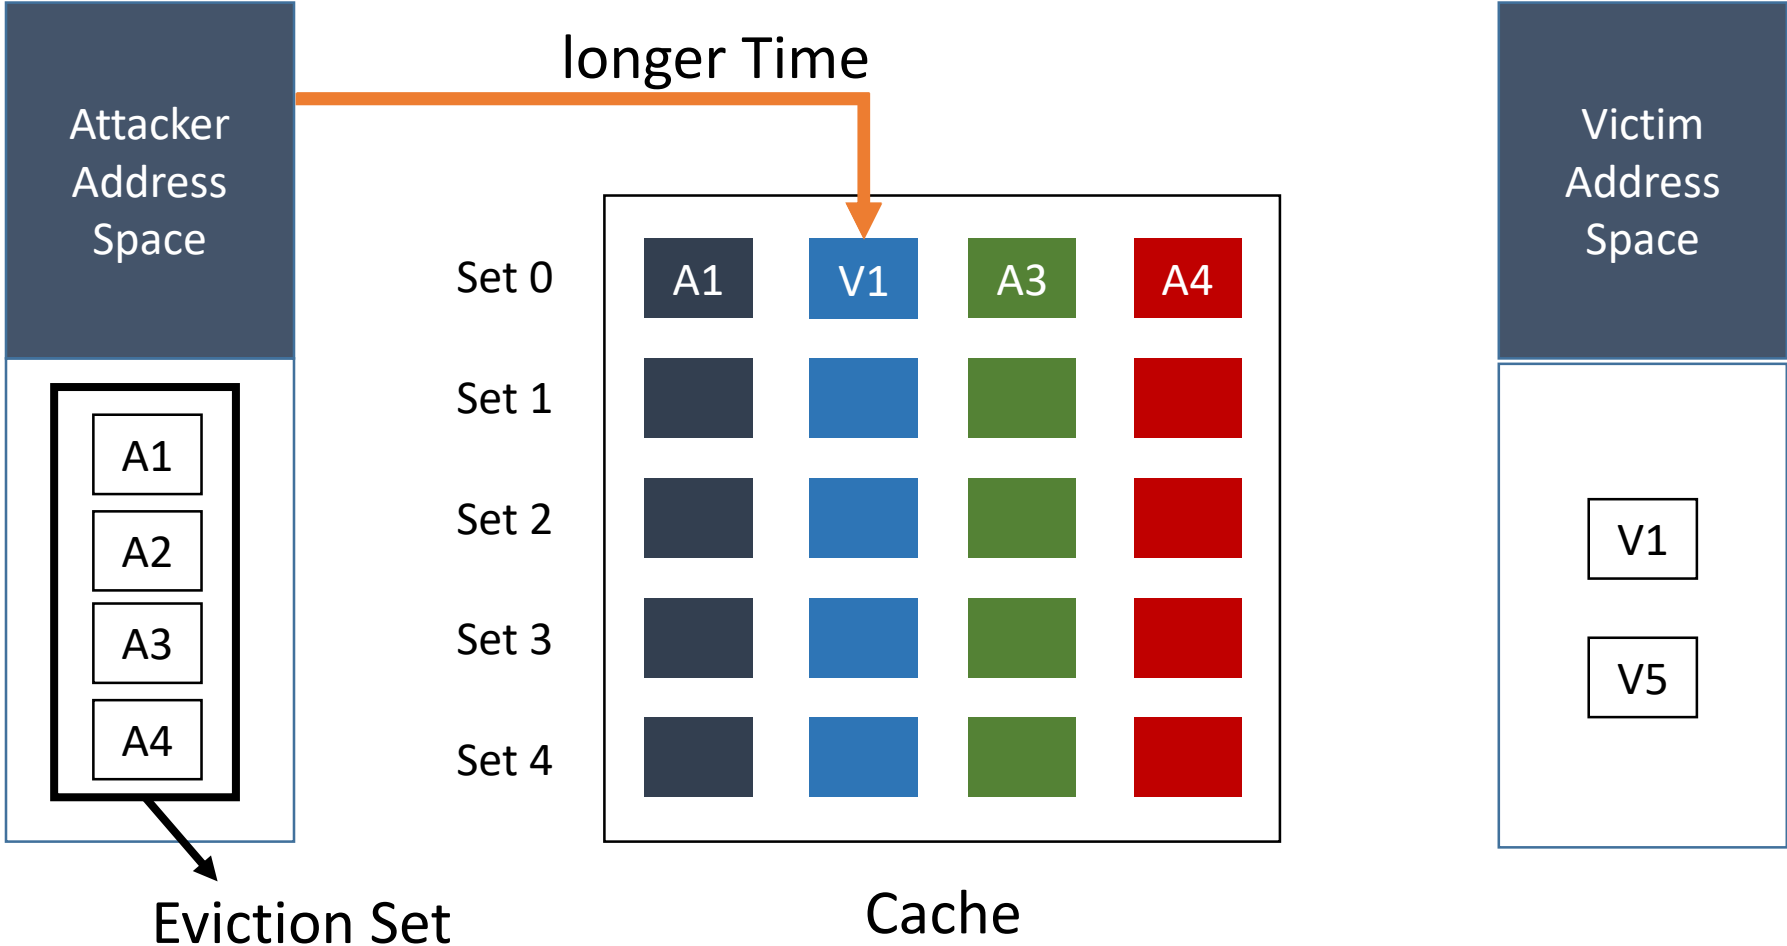 longer Time
Attacker
Address
Space
Victim
Address
Space
Set 0
A1
V1
A3
A4
Set 1
Set 2
Set 3
Set 4
A1
A2
A3
A4
V1
V5
Eviction Set
Cache